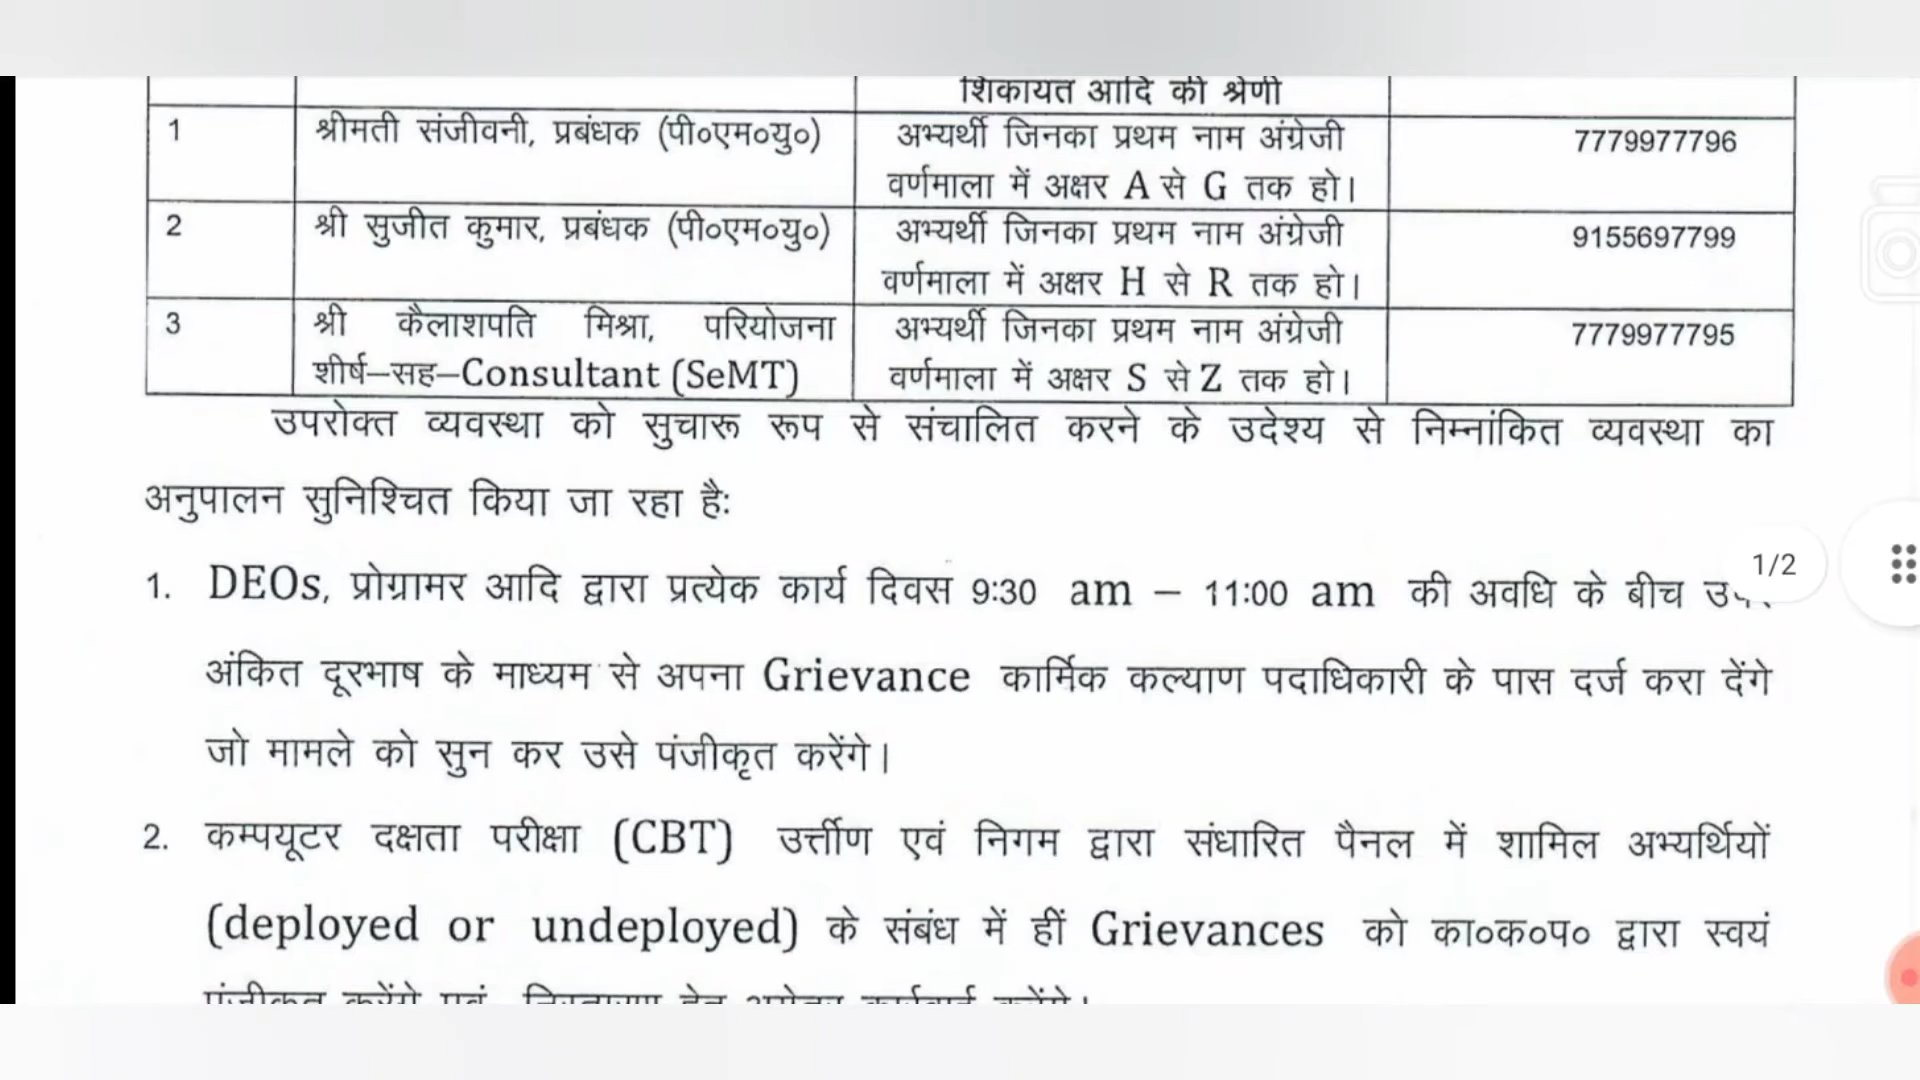 शिकायत आदि की श्रेणी
1 श्रीमती संजीवनी, प्रबंधक (पी०एम०यु०) अभ्यर्थी जिनका प्रथम नाम अंग्रेजी 7779977796
वर्णमाला में अक्षर A से G तक हो।
2 श्री सुजीत कुमार, प्रबंधक (पी०एम०यु०) अभ्यर्थी जिनका प्रथम नाम अंग्रेजी 9155697799
वर्णमाला में अक्षर H से R तक हो।
3 श्री कैलाशपति मिश्रा, परियोजना अभ्यर्थी जिनका प्रथम नाम अंग्रेजी 7779977795
शीर्ष–सह–Consultant (SeMT) वर्णमाला में अक्षर S से Z तक हो।
उपरोक्त व्यवस्था को सुचारू रूप से संचालित करने के उदेश्य से निम्नांकित व्यवस्था का
अनुपालन सुनिश्चित किया जा रहा है:
1. DEOs, प्रोग्रामर आदि द्वारा प्रत्येक कार्य दिवस 9:30 am – 11:00 am की अवधि के बीच
1/2
अंकित दूरभाष के माध्यम से अपना Grievance कार्मिक कल्याण पदाधिकारी के पास दर्ज करा देंगे
जो मामले को सुन कर उसे पंजीकृत करेंगे।
2. कम्पयूटर दक्षता परीक्षा (CBT) उर्त्तीण एवं निगम द्वारा संधारित पैनल में शामिल अभ्यर्थियों
(deployed or undeployed) के संबंध में हीं Grievances को का०क०प० द्वारा स्वयं